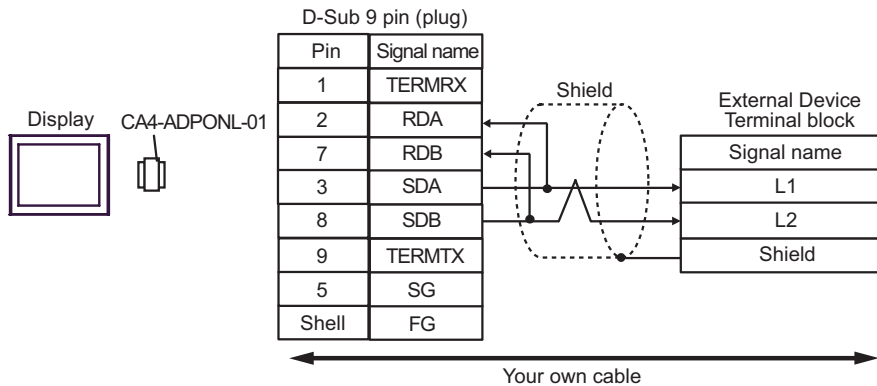 D-Sub 9 pin (plug)
Pin Signal name
1 TERMRX
2 RDA
7 RDB
3 SDA
8 SDB
9 TERMTX
5 SG
Shell FG
Display
CA4-ADPONL-01
Shield
External Device
Terminal block
Signal name
L1
L2
Shield
Your own cable